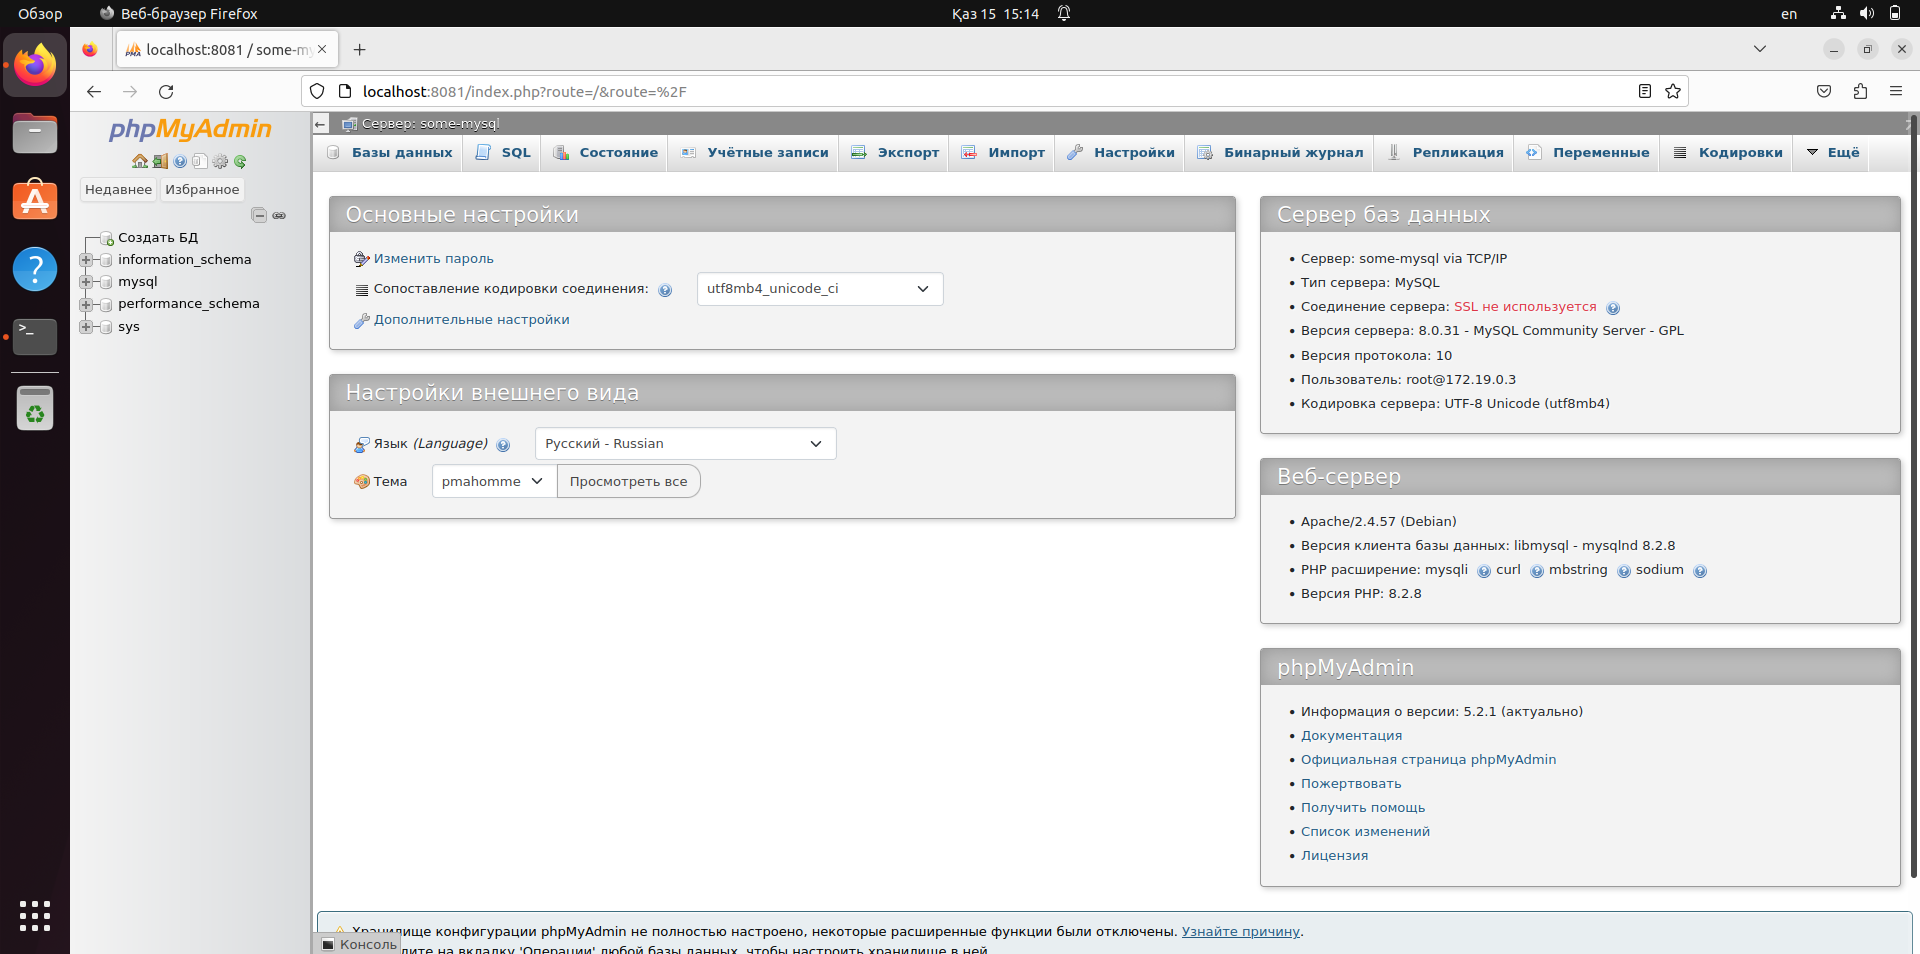 Обзор
Веб-браузер Firefox
Қаз 15 15:14
en
localhost:8081 / some-my
localhost:8081/index.php?route=/&route=%2F
phpMyAdmin
Недавнее Избранное
Создать БД
information_schema
mysql
performance_schema
sys
Сервер: some-mysql
Базы данных SQL Состояние Учётные записи Экспорт Импорт Настройки Бинарный журнал Репликация Переменные Кодировки Ещё
Основные настройки
Изменить пароль
Сопоставление кодировки соединения: utf8mb4_unicode_ci
Дополнительные настройки
Настройки внешнего вида
Язык (Language) Русский - Russian
Тема pmahomme Просмотреть все
Сервер баз данных
• Сервер: some-mysql via TCP/IP
• Тип сервера: MySQL
• Соединение сервера: SSL не используется
• Версия сервера: 8.0.31 - MySQL Community Server - GPL
• Версия протокола: 10
• Пользователь: root@172.19.0.3
• Кодировка сервера: UTF-8 Unicode (utf8mb4)
Веб-сервер
• Apache/2.4.57 (Debian)
• Версия клиента базы данных: libmysql - mysqlnd 8.2.8
• PHP расширение: mysqli curl mbstring sodium
• Версия PHP: 8.2.8
phpMyAdmin
• Информация о версии: 5.2.1 (актуально)
• Документация
• Официальная страница phpMyAdmin
• Пожертвовать
• Получить помощь
• Список изменений
• Лицензия
Хранилище конфигурации phpMyAdmin не полностью настроено, некоторые расширенные функции были отключены. Узнайте причину.
Консоль
на вкладку 'Операции' любой базы данных, чтобы настроить хранилище в ней.